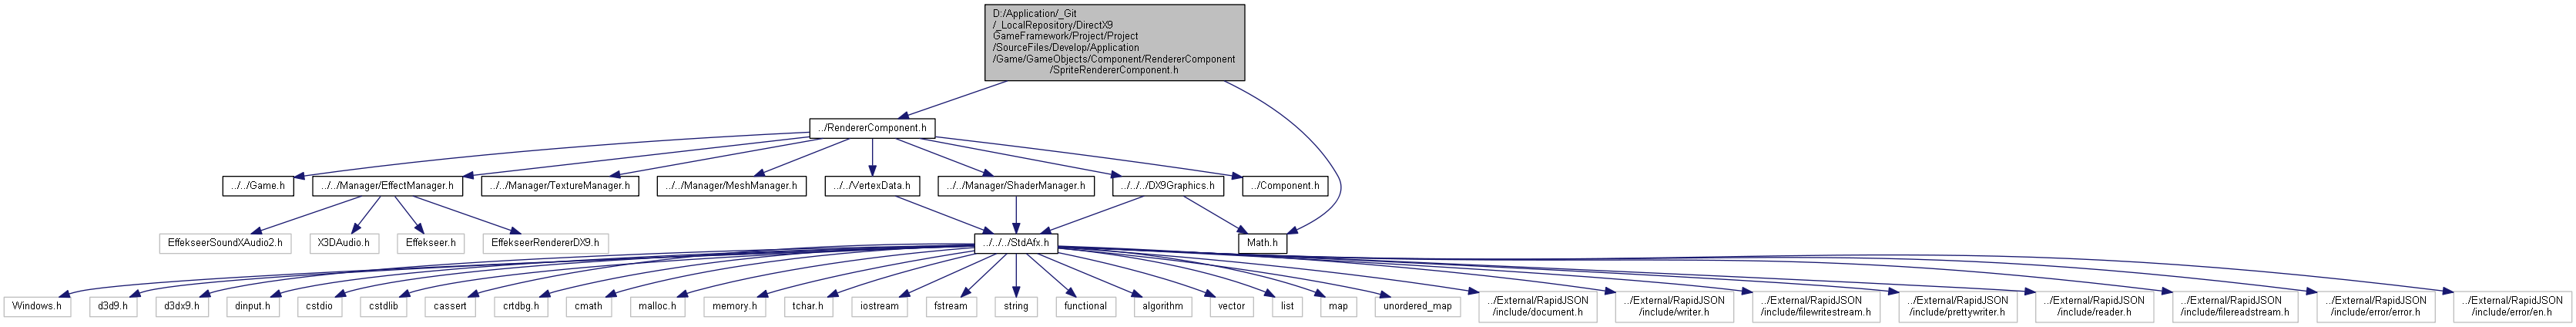 D:/Application/_Git
/_LocalRepository/DirectX9
GameFramework/Project/Project
/SourceFiles/Develop/Application
/Game/GameObjects/Component/RendererComponent
/SpriteRendererComponent.h
../RendererComponent.h
../../Game.h
../../Manager/EffectManager.h
../../Manager/TextureManager.h
../../Manager/MeshManager.h
../../VertexData.h
../../Manager/ShaderManager.h
../../../DX9Graphics.h
../Component.h
EffekseerSoundXAudio2.h
X3DAudio.h
Effekseer.h
EffekseerRendererDX9.h
../../../StdAfx.h
Math.h
Windows.h
d3d9.h
d3dx9.h
dinput.h
cstdio
cstdlib
cassert
crtdbg.h
cmath
malloc.h
memory.h
tchar.h
iostream
fstream
string
functional
algorithm
vector
list
map
unordered_map
../External/RapidJSON
/include/document.h
../External/RapidJSON
/include/writer.h
../External/RapidJSON
/include/filewritestream.h
../External/RapidJSON
/include/prettywriter.h
../External/RapidJSON
/include/reader.h
../External/RapidJSON
/include/filereadstream.h
../External/RapidJSON
/include/error/error.h
../External/RapidJSON
/include/error/en.h